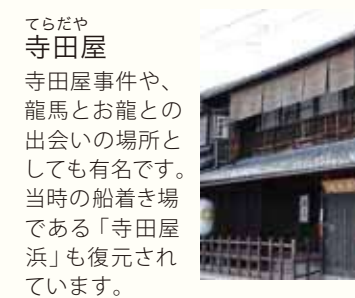 てらだや
寺田屋
寺田屋事件や、
龍馬とお龍との
出会いの場所と
しても有名です。
当時の船着き場
である「寺田屋
浜」も復元され
ています。